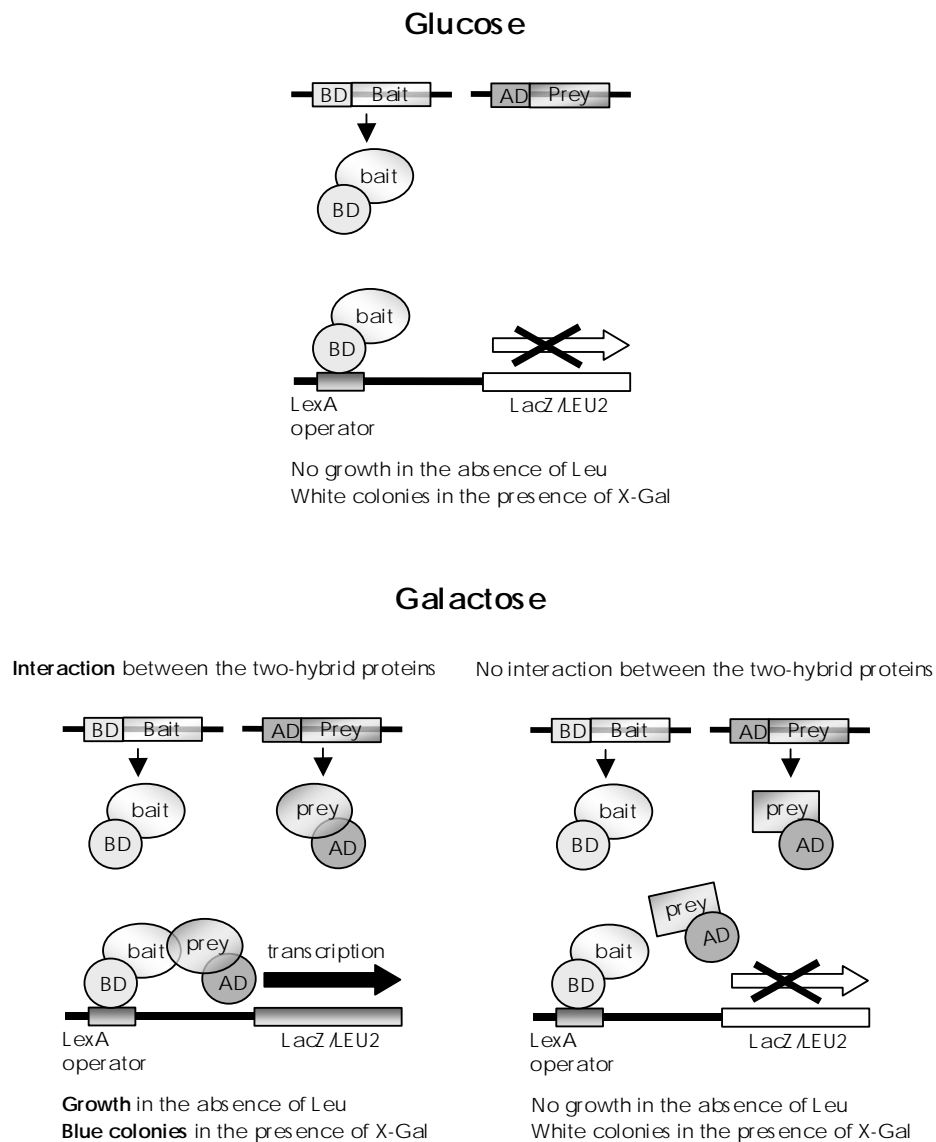 Glucose
BD Bait AD Prey
bait
BD
bait
BD
LexA
operator
LacZ/LEU2
No growth in the absence of Leu
White colonies in the presence of X-Gal
Galactose
Interaction between the two-hybrid proteins
No interaction between the two-hybrid proteins
BD Bait AD Prey
BD Bait AD Prey
bait
BD
prey
AD
bait
BD
prey
AD
bait
prey
BD
AD
transcription
bait
BD
prey
AD
LexA
operator
LacZ/LEU2
LexA
operator
LacZ/LEU2
Growth in the absence of Leu
Blue colonies in the presence of X-Gal
No growth in the absence of Leu
White colonies in the presence of X-Gal